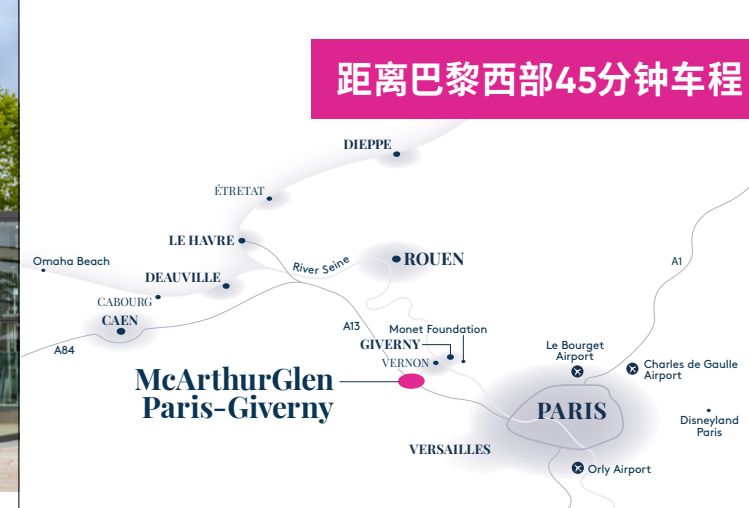 距离巴黎西部45分钟车程
DIEPPE
ÉTRETAT
LE HAVRE
ROUEN
River Seine
Omaha Beach
DEAUVILLE
CABOURG
CAEN
A84
A1
A13
Monet Foundation
GIVERNY
VERNON
Le Bourget
Airport
Charles de Gaulle
Airport
McArthurGlen
Paris-Giverny
PARIS
Disneyland
Paris
VERSAILLES
Orly Airport